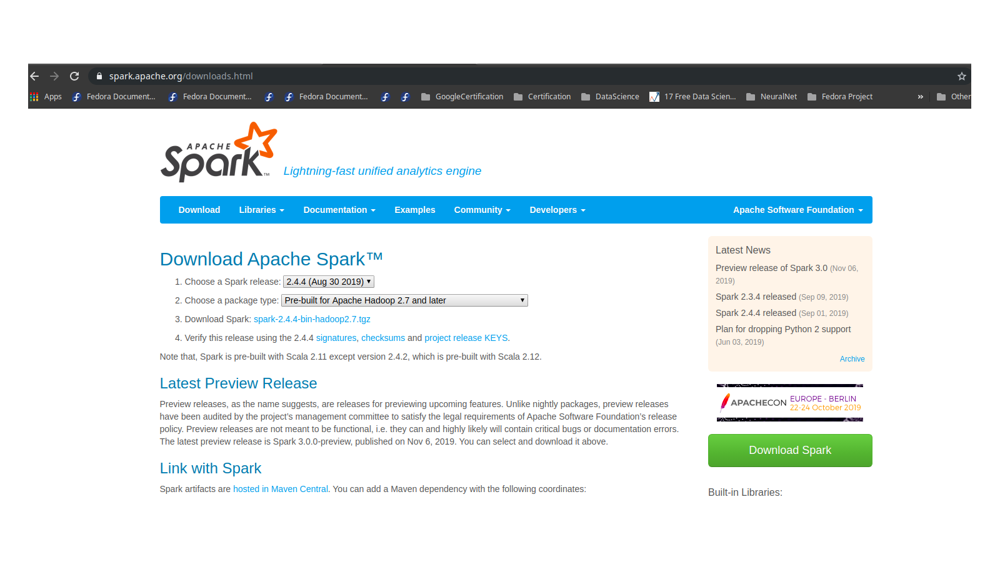 spark.apache.org/downloads.html
Apps Fedora Document... Fedora Document... Fedora Document... GoogleCertification Certification DataScience 17 Free Data Scien... NeuralNet Fedora Project » Other
APACHE
Spark™ Lightning-fast unified analytics engine
Download Libraries Documentation Examples Community Developers Apache Software Foundation
Download Apache Spark™
1. Choose a Spark release: 2.4.4 (Aug 30 2019)
2. Choose a package type: Pre-built for Apache Hadoop 2.7 and later
3. Download Spark: spark-2.4.4-bin-hadoop2.7.tgz
4. Verify this release using the 2.4.4 signatures, checksums and project release KEYS.
Note that, Spark is pre-built with Scala 2.11 except version 2.4.2, which is pre-built with Scala 2.12.
Latest Preview Release
Preview releases, as the name suggests, are releases for previewing upcoming features. Unlike nightly packages, preview releases
have been audited by the project’s management committee to satisfy the legal requirements of Apache Software Foundation’s release
policy. Preview releases are not meant to be functional, i.e. they can and highly likely will contain critical bugs or documentation errors.
The latest preview release is Spark 3.0.0-preview, published on Nov 6, 2019. You can select and download it above.
Link with Spark
Spark artifacts are hosted in Maven Central. You can add a Maven dependency with the following coordinates:
Latest News
Preview release of Spark 3.0 (Nov 06,
2019)
Spark 2.3.4 released (Sep 09, 2019)
Spark 2.4.4 released (Sep 01, 2019)
Plan for dropping Python 2 support
(Jun 03, 2019)
Archive
APACHECON EUROPE - BERLIN
22-24 October 2019
Download Spark
Built-in Libraries: